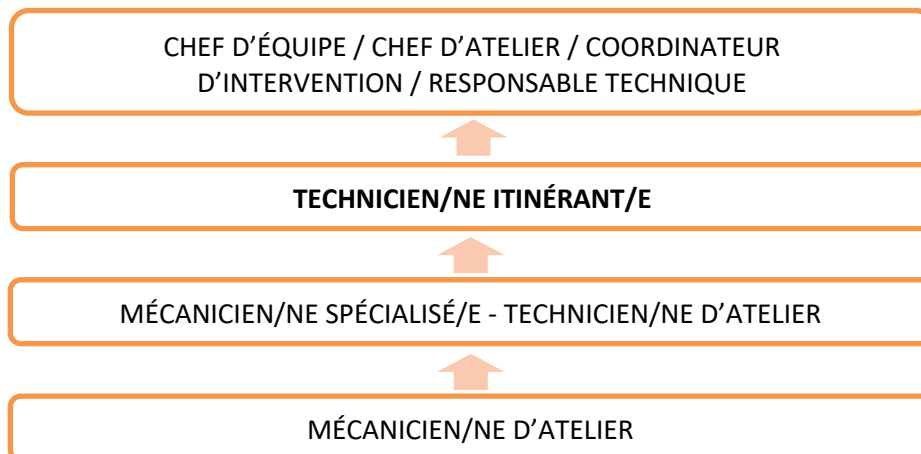 CHEF D’ÉQUIPE / CHEF D’ATELIER / COORDINATEUR
D’INTERVENTION / RESPONSABLE TECHNIQUE
TECHNICIEN/NE ITINÉRANT/E
MÉCANICIEN/NE SPÉCIALISÉ/E - TECHNICIEN/NE D’ATELIER
MÉCANICIEN/NE D’ATELIER